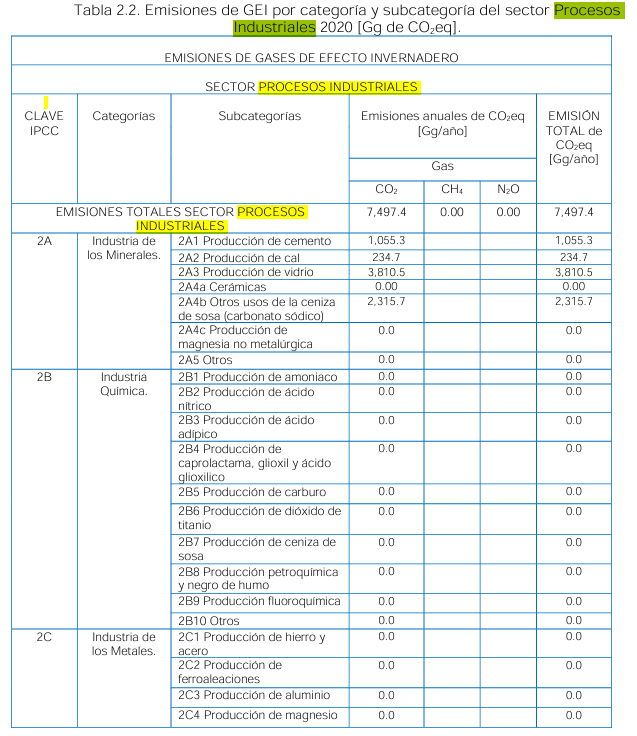 Tabla 2.2. Emisiones de GEI por categoría y subcategoría del sector Procesos
Industriales 2020 [Gg de CO₂eq].
EMISIONES DE GASES DE EFECTO INVERNADERO
SECTOR PROCESOS INDUSTRIALES
CLAVE IPCC Categorías Subcategorías Emisiones anuales de CO₂eq [Gg/año] EMISIÓN TOTAL de CO₂eq [Gg/año]
Gas
CO₂ CH₄ N₂O
EMISIONES TOTALES SECTOR PROCESOS INDUSTRIALES 7,497.4 0.00 0.00 7,497.4
2A Industria de los Minerales. 2A1 Producción de cemento 1,055.3 1,055.3
2A2 Producción de cal 234.7 234.7
2A3 Producción de vidrio 3,810.5 3,810.5
2A4a Cerámicas 0.00 0.00
2A4b Otros usos de la ceniza de sosa (carbonato sódico) 2,315.7 2,315.7
2A4c Producción de magnesia no metalúrgica 0.0 0.0
2A5 Otros 0.0 0.0
2B Industria Química. 2B1 Producción de amoniaco 0.0 0.0
2B2 Producción de ácido nítrico 0.0 0.0
2B3 Producción de ácido adípico 0.0 0.0
2B4 Producción de caprolactama, glioxil y ácido glioxilico 0.0 0.0
2B5 Producción de carburo 0.0 0.0
2B6 Producción de dióxido de titanio 0.0 0.0
2B7 Producción de ceniza de sosa 0.0 0.0
2B8 Producción petroquímica y negro de humo 0.0 0.0
2B9 Producción fluoroquímica 0.0 0.0
2B10 Otros 0.0 0.0
2C Industria de los Metales. 2C1 Producción de hierro y acero 0.0 0.0
2C2 Producción de ferroaleaciones 0.0 0.0
2C3 Producción de aluminio 0.0 0.0
2C4 Producción de magnesio 0.0 0.0